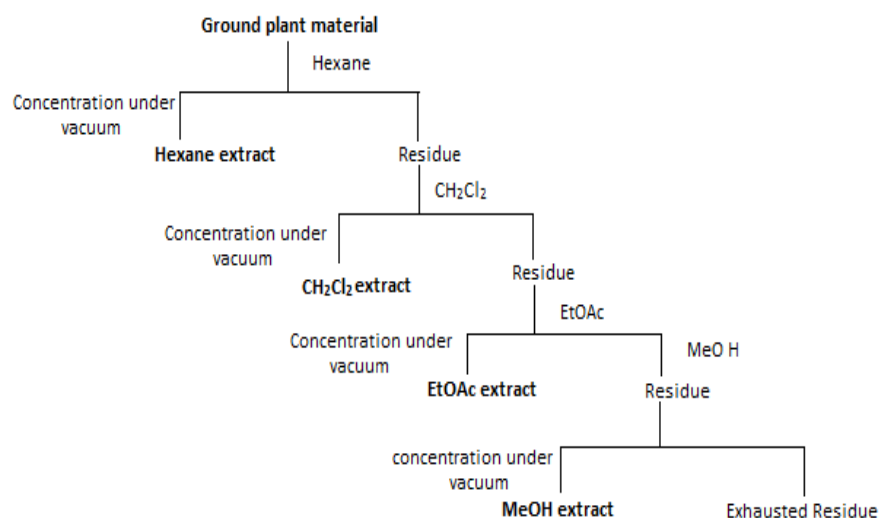 Ground plant material
Hexane
Concentration under
vacuum
Hexane extract
Residue
CH₂Cl₂
Concentration under
vacuum
CH₂Cl₂ extract
Residue
EtOAc
Concentration under
vacuum
MeO H
EtOAc extract
Residue
concentration under
vacuum
MeOH extract
Exhausted Residue